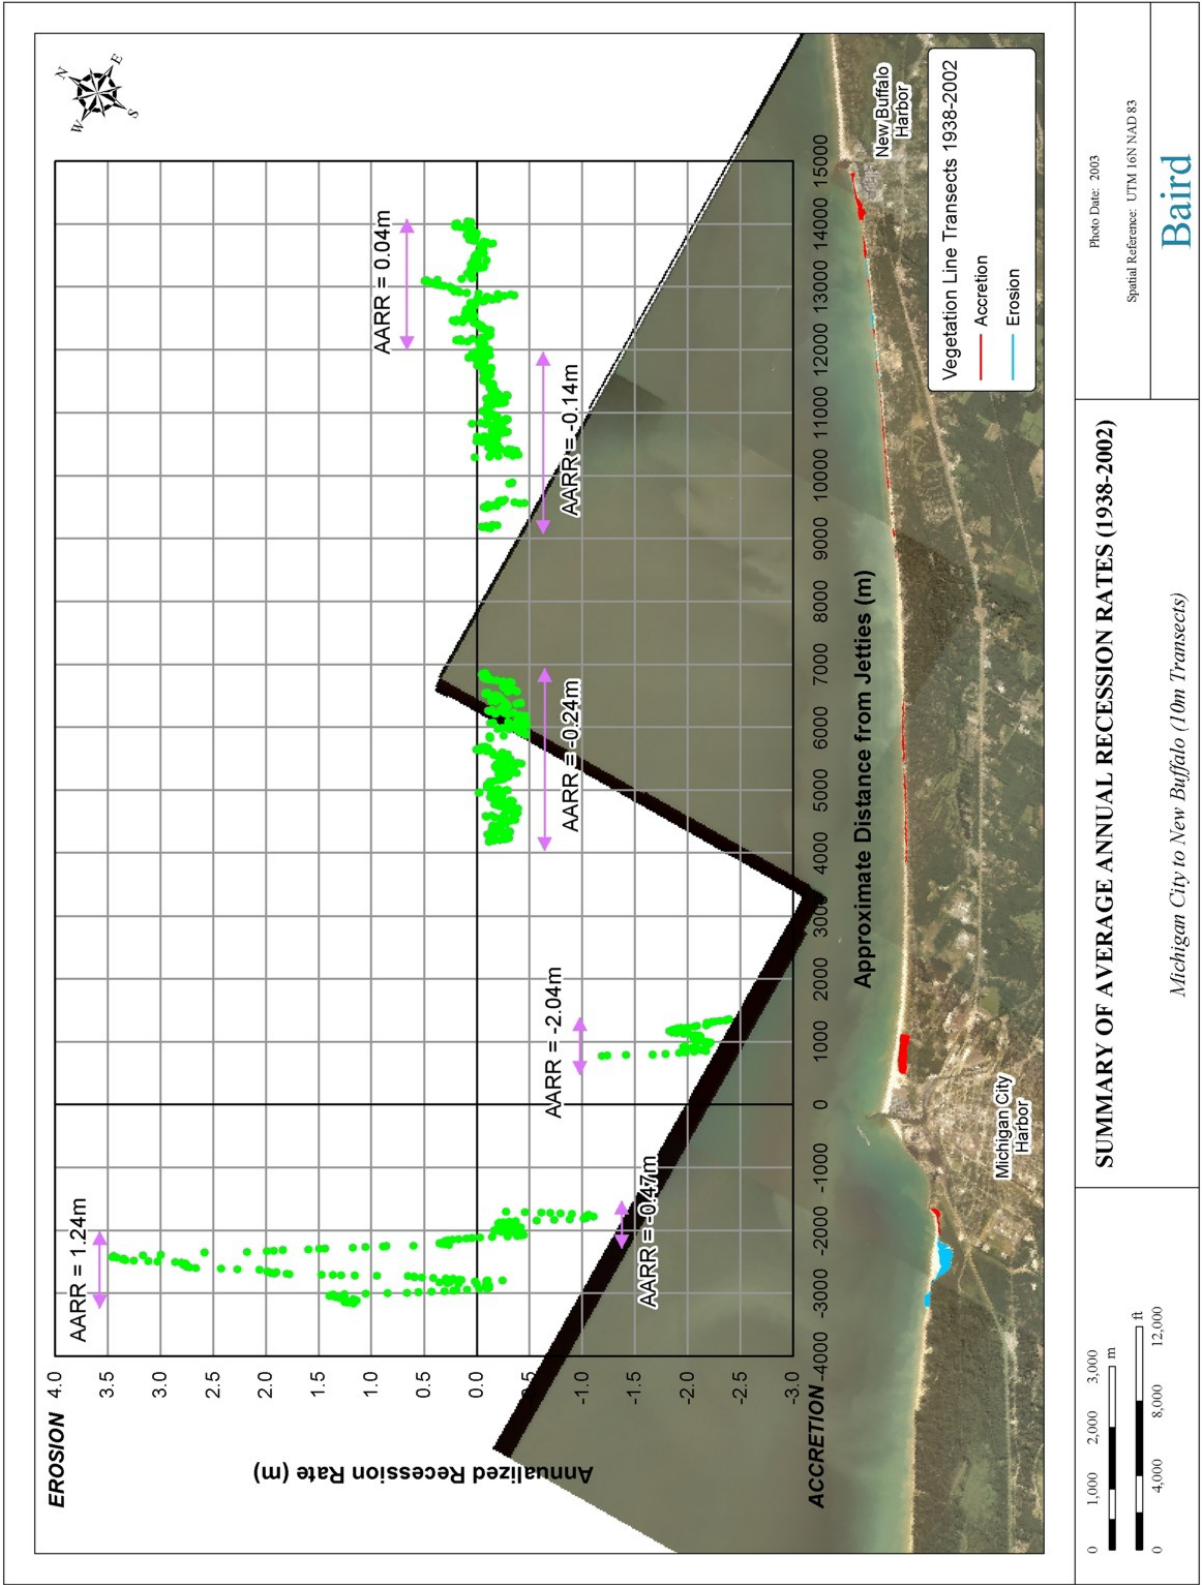 EROSION
4.0
3.5
3.0
2.5
2.0
1.5
1.0
0.5
0.0
-1.0
-1.5
-2.0
-2.5
-3.0
ACCRETION
Annualized Recession Rate (m)
AARR = 1.24m
AARR = -0.47m
AARR = -2.04m
AARR = -0.24m
AARR = -0.14m
AARR = 0.04m
N
E
S
W
-4000 -3000 -2000 -1000 0 1000 2000 4000 5000 6000 7000 8000 9000 10000 11000 12000 13000 14000 15000
Approximate Distance from Jetties (m)
Michigan City
Harbor
New Buffalo
Harbor
Vegetation Line Transects 1938-2002
Accretion
Erosion
0 1,000 2,000 3,000
m
ft
0 4,000 8,000 12,000
SUMMARY OF AVERAGE ANNUAL RECESSION RATES (1938-2002)
Michigan City to New Buffalo (10m Transects)
Photo Date: 2003
Spatial Reference: UTM 16N NAD 83
Baird